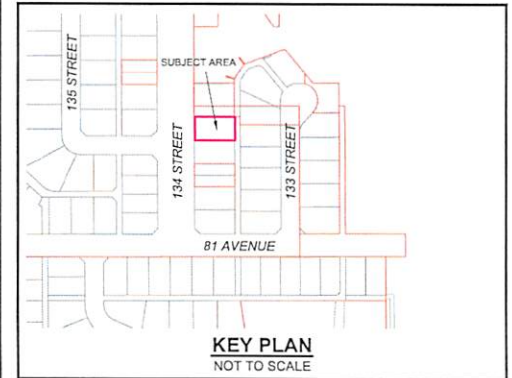 135 STREET
SUBJECT AREA
134 STREET
133 STREET
81 AVENUE
KEY PLAN
NOT TO SCALE